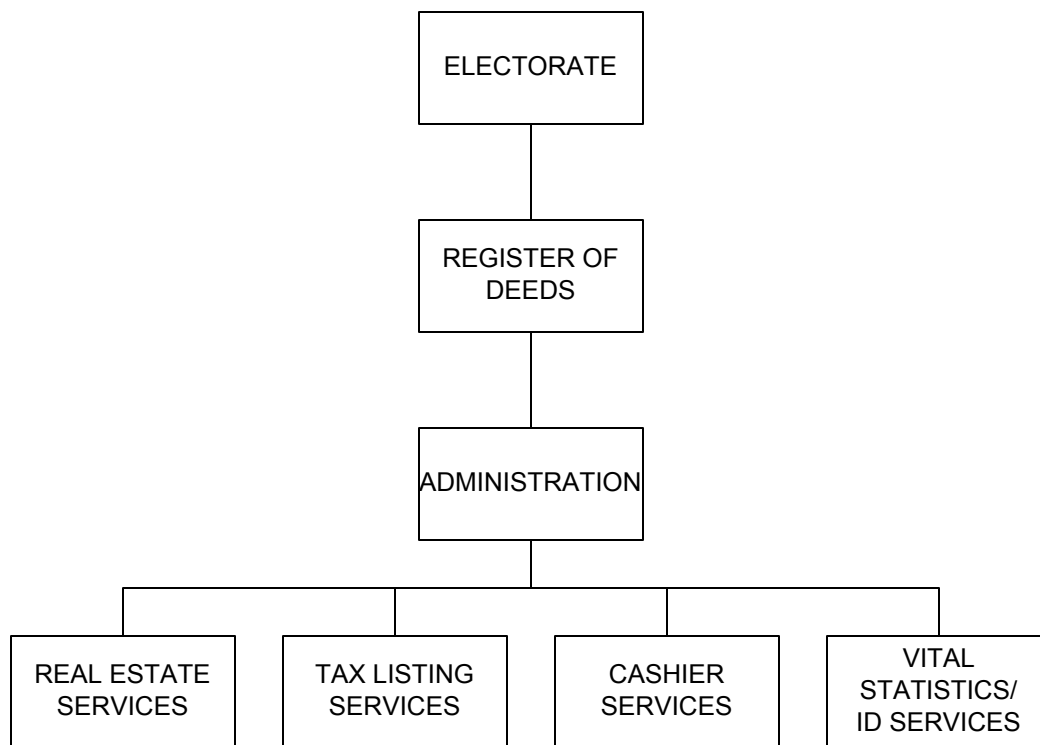 ELECTORATE
REGISTER OF
DEEDS
ADMINISTRATION
REAL ESTATE
SERVICES
TAX LISTING
SERVICES
CASHIER
SERVICES
VITAL
STATISTICS/
ID SERVICES